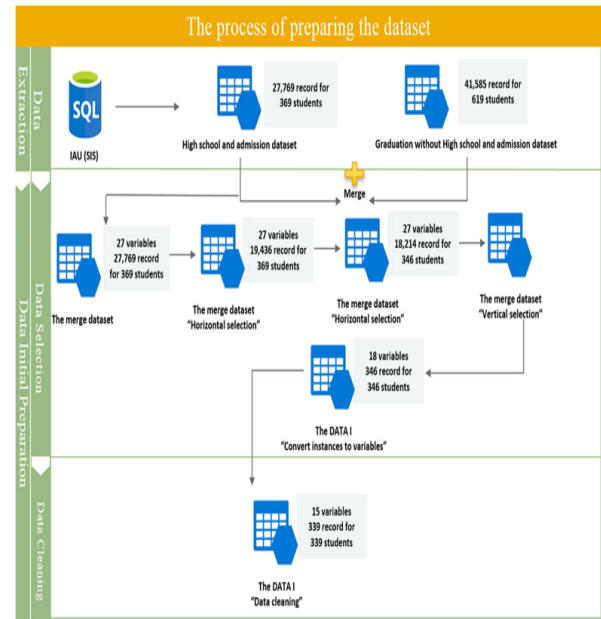 The process of preparing the dataset
Data
Extraction
SQL
IAU (SIS)
27,769 record for
369 students
High school and admission dataset
41,585 record for
619 students
Graduation without High school and admission dataset
Merge
Data Initial Preparation
Data Selection
27 variables
27,769 record
for 369 students
The merge dataset
27 variables
19,436 record for
369 students
The merge dataset
"Horizontal selection"
27 variables
18,214 record for
346 students
The merge dataset
"Horizontal selection"
The merge dataset
"Vertical selection"
18 variables
346 record for
346 students
The DATA I
"Convert instances to variables"
Data Cleaning
15 variables
339 record for
339 students
The DATA I
"Data cleaning"